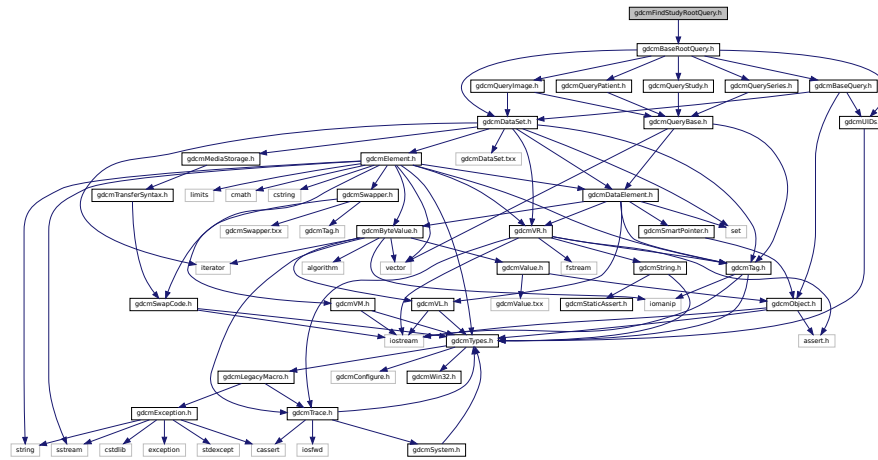 gdcmFindStudyRootQuery.h
gdcmBaseRootQuery.h
gdcmQueryImage.h
gdcmQueryPatient.h
gdcmQueryStudy.h
gdcmQuerySeries.h
gdcmBaseQuery.h
gdcmDataSet.h
gdcmQueryBase.h
gdcmUIDs
gdcmMediaStorage.h
gdcmElement.h
gdcmDataSet.txx
gdcmTransferSyntax.h
limits
cmath
cstring
gdcmSwapper.h
gdcmDataElement.h
gdcmSwapper.txx
gdcmTag.h
gdcmByteValue.h
gdcmVR.h
gdcmSmartPointer.h
set
iterator
algorithm
vector
gdcmValue.h
fstream
gdcmString.h
gdcmTag.h
gdcmSwapCode.h
gdcmVM.h
gdcmVL.h
gdcmValue.txx
gdcmStaticAssert.h
iomanip
gdcmObject.h
iostream
gdcmTypes.h
assert.h
gdcmLegacyMacro.h
gdcmConfigure.h
gdcmWin32.h
gdcmException.h
gdcmTrace.h
string
sstream
cstdlib
exception
stdexcept
cassert
iosfwd
gdcmSystem.h